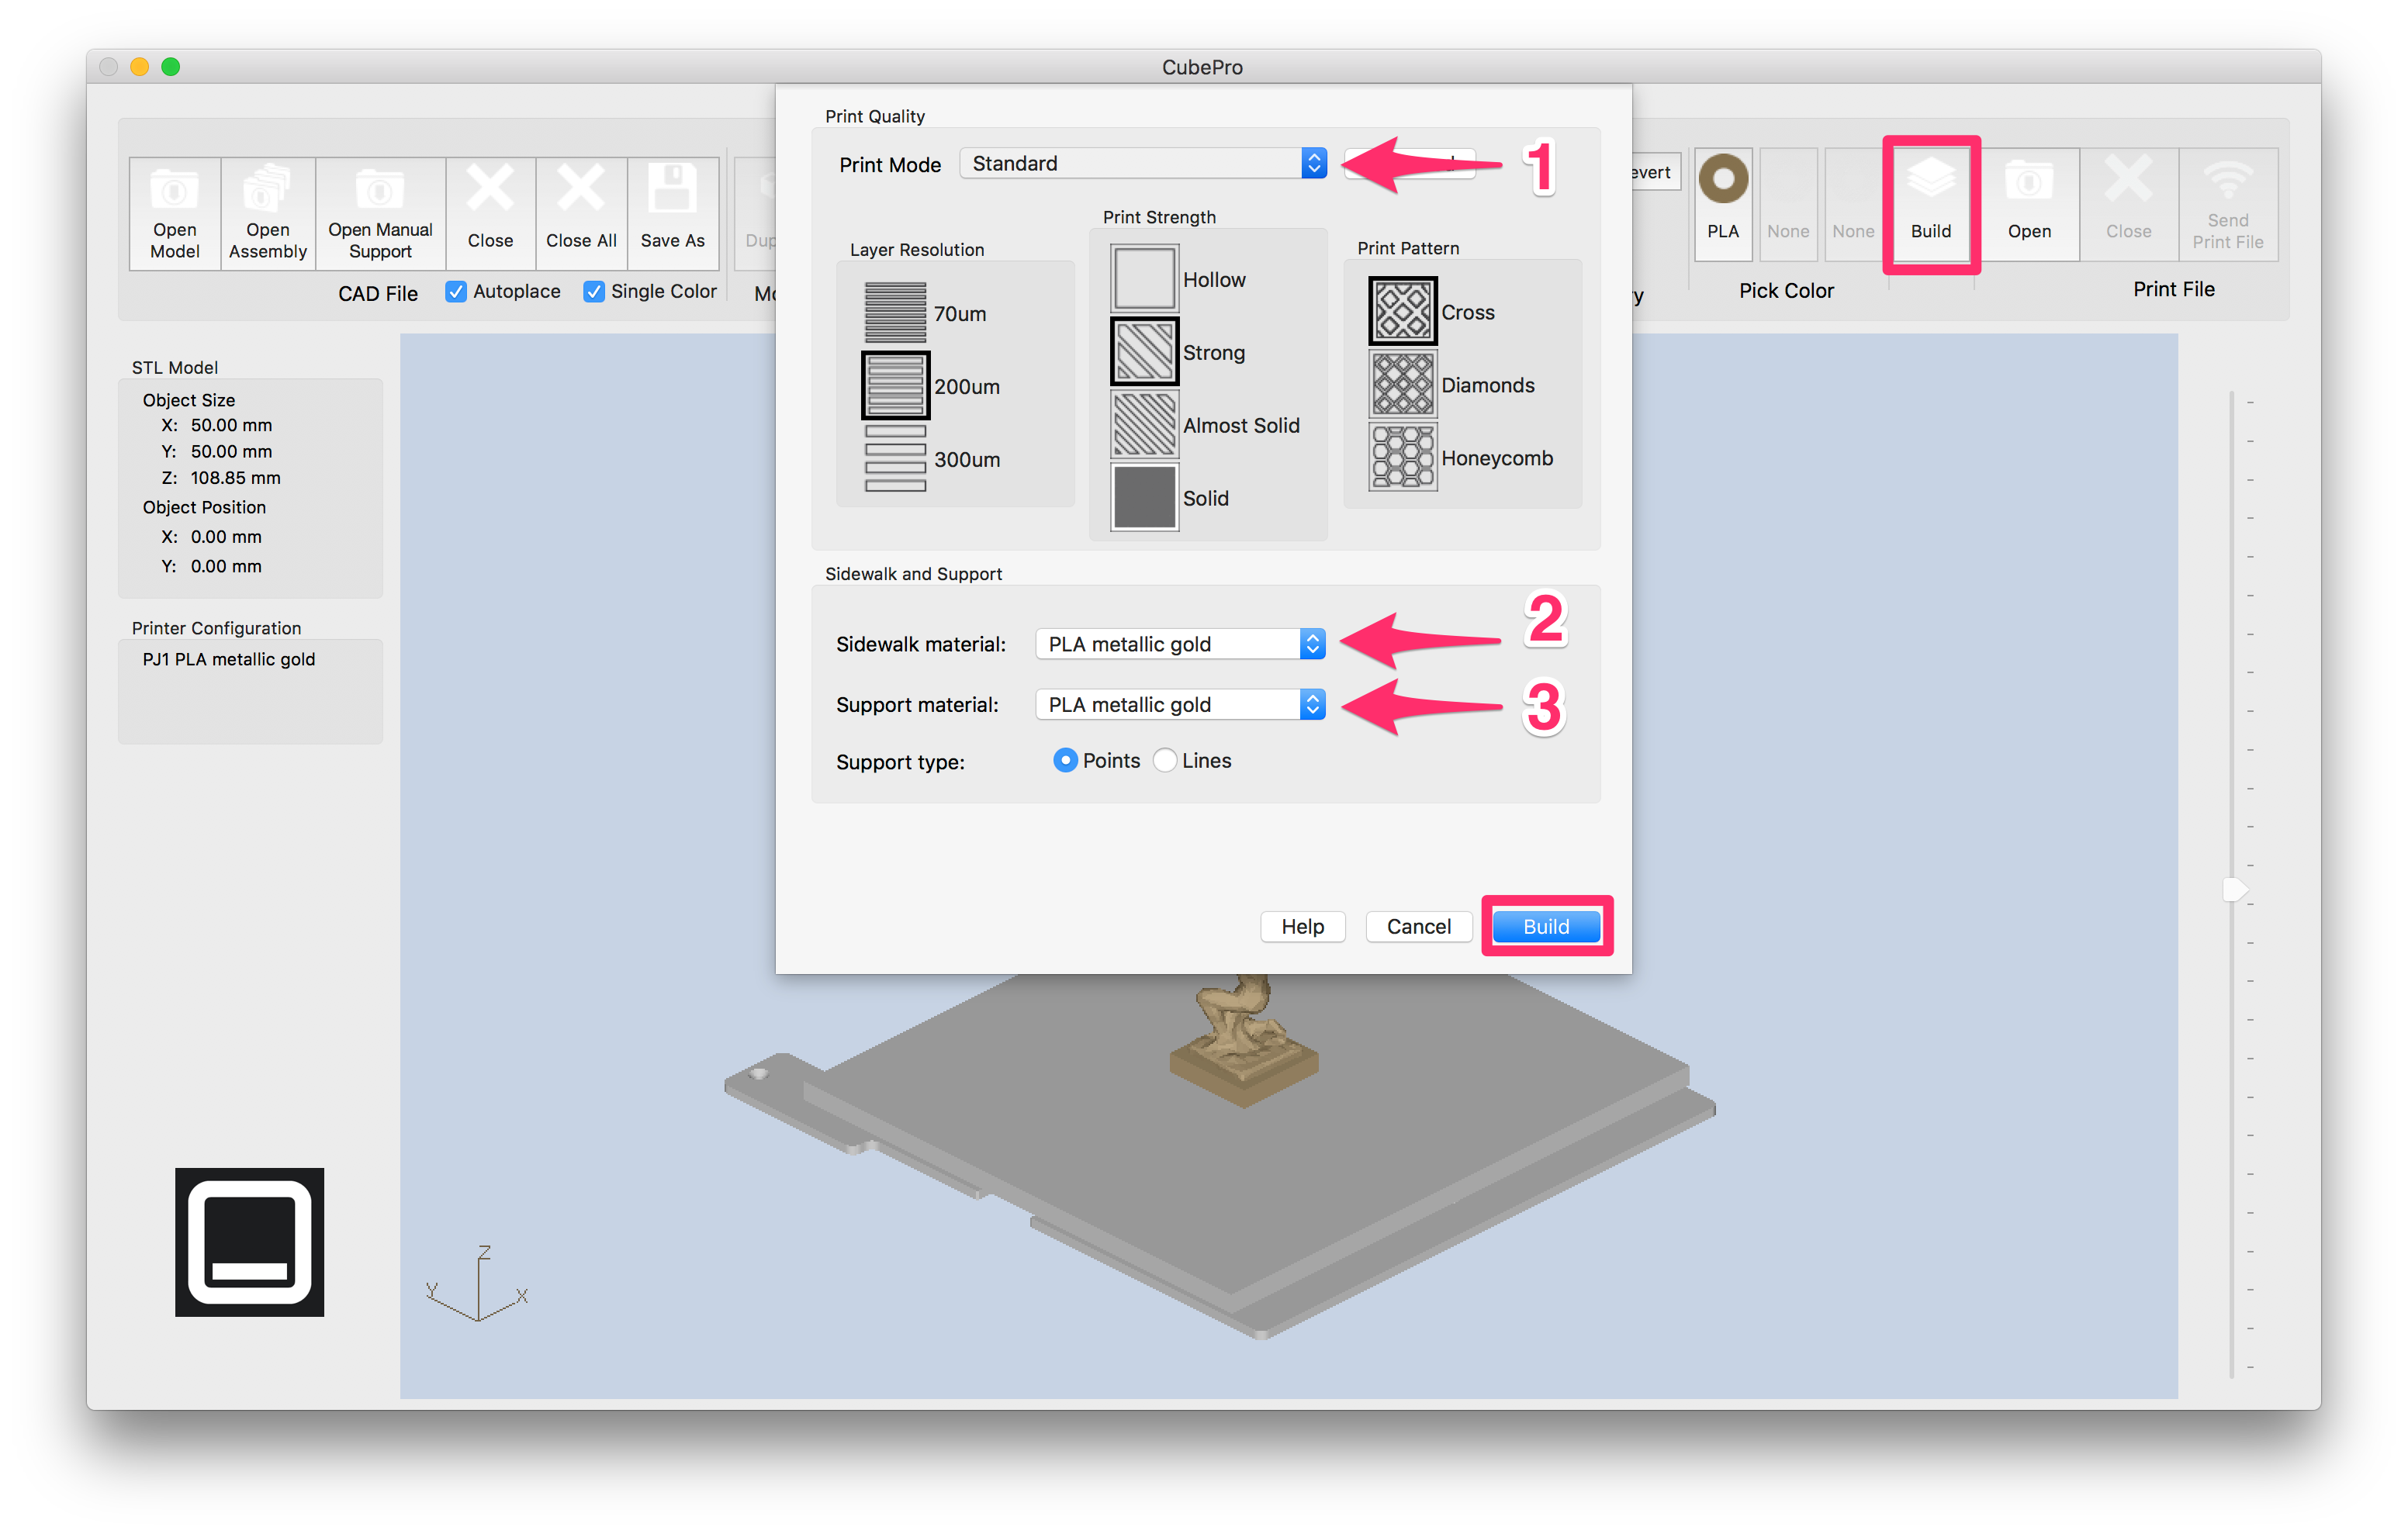 CubePro
Open Model
Open Assembly
Open Manual Support
Close
Close All
Save As
Dup
CAD File
Autoplace
Single Color
evert
PLA
None
None
Build
Open
Close
Send Print File
Pick Color
Print File
Print Quality
Print Mode
Standard
1
Layer Resolution
70um
200um
300um
Print Strength
Hollow
Strong
Almost Solid
Solid
Print Pattern
Cross
Diamonds
Honeycomb
Sidewalk and Support
Sidewalk material:
PLA metallic gold
2
Support material:
PLA metallic gold
3
Support type:
Points
Lines
Help
Cancel
Build
STL Model
Object Size
X: 50.00 mm
Y: 50.00 mm
Z: 108.85 mm
Object Position
X: 0.00 mm
Y: 0.00 mm
Printer Configuration
PJ1 PLA metallic gold
Z
Y
X